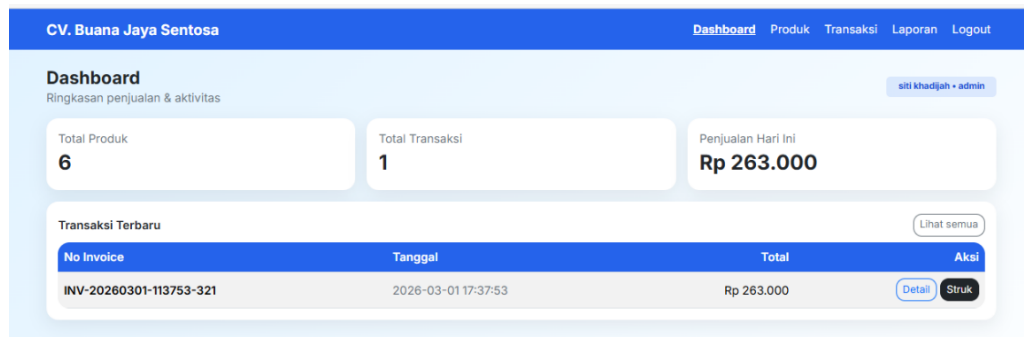 CV. Buana Jaya Sentosa
Dashboard Produk Transaksi Laporan Logout
Dashboard
Ringkasan penjualan & aktivitas
siti khadijah • admin
Total Produk
6
Total Transaksi
1
Penjualan Hari Ini
Rp 263.000
Transaksi Terbaru
Lihat semua
No Invoice Tanggal Total Aksi
INV-20260301-113753-321 2026-03-01 17:37:53 Rp 263.000 Detail Struk